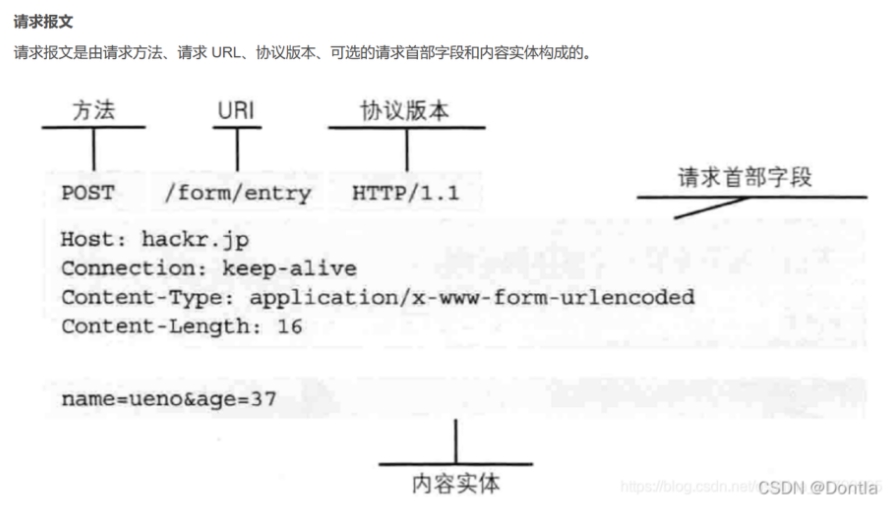 请求报文
请求报文是由请求方法、请求 URL、协议版本、可选的请求首部字段和内容实体构成的。
方法 URI 协议版本
请求首部字段
POST /form/entry HTTP/1.1
Host: hackr.jp
Connection: keep-alive
Content-Type: application/x-www-form-urlencoded
Content-Length: 16
name=ueno&age=37
内容实体
https://blog.csdn.net/
CSDN @Dontla